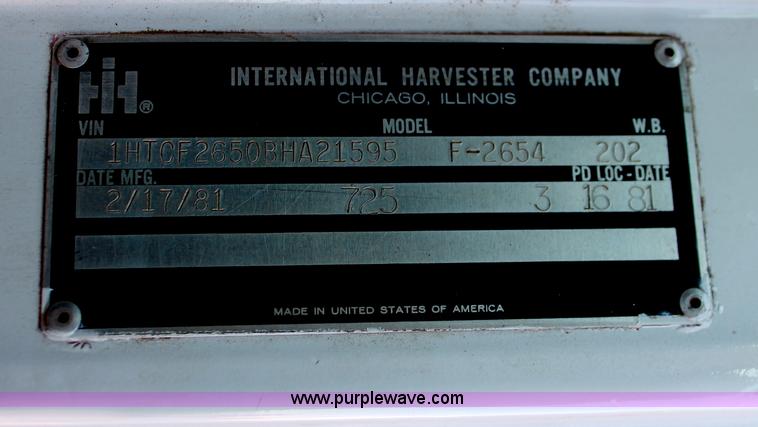 IH®
INTERNATIONAL HARVESTER COMPANY
CHICAGO, ILLINOIS
VIN MODEL W.B.
1HTCF2650BHA21595 F-2654 202
DATE MFG. PD LOC-DATE
2/17/81 725 3 16 81
MADE IN UNITED STATES OF AMERICA
www.purplewave.com